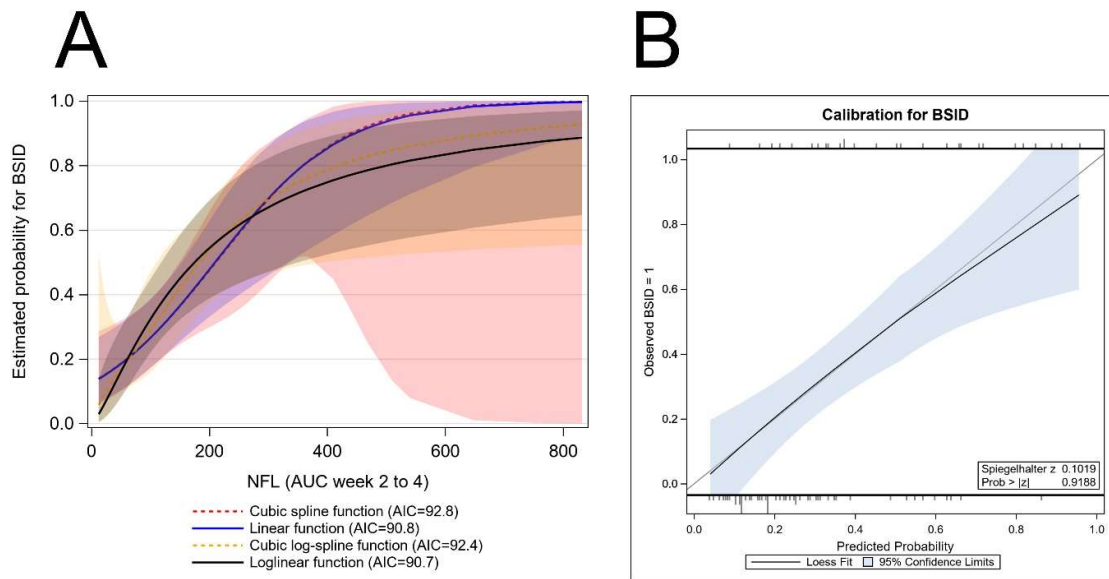 A
Estimated probability for BSID
1.0
0.8
0.6
0.4
0.2
0.0
0 200 400 600 800
NFL (AUC week 2 to 4)
Cubic spline function (AIC=92.8)
Linear function (AIC=90.8)
Cubic log-spline function (AIC=92.4)
Loglinear function (AIC=90.7)
B
Calibration for BSID
Observed BSID = 1
1.0
0.8
0.6
0.4
0.2
0.0
Spiegelhalter z 0.1019
Prob > |z| 0.9188
0.0 0.2 0.4 0.6 0.8 1.0
Predicted Probability
Loess Fit 95% Confidence Limits